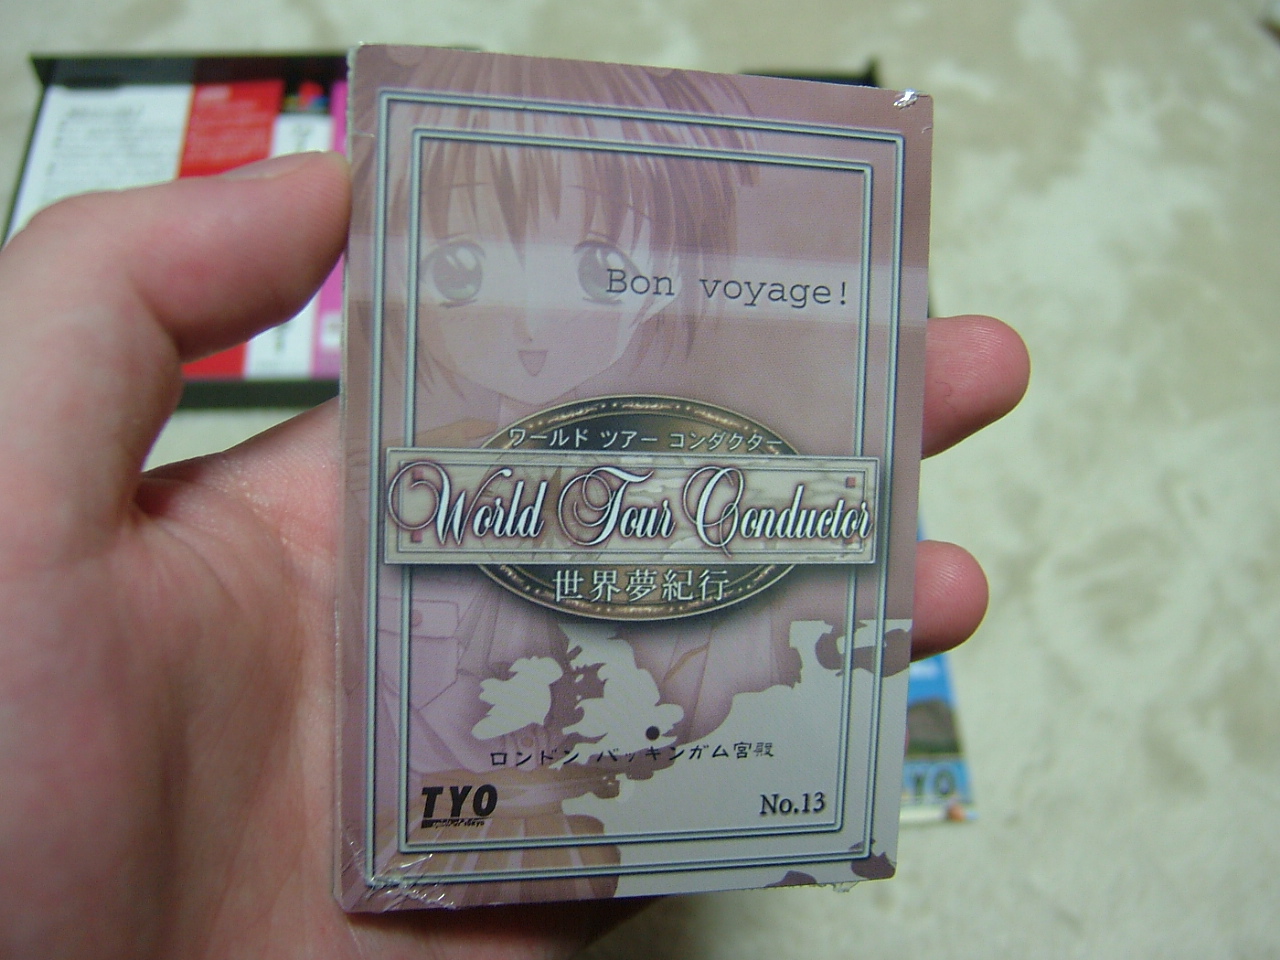 Bon voyage!
ワールド ツアー コンダクター
World Tour Conductor
世界夢紀行
ロンドン バッキンガム宮殿
TYO
No.13
TYO